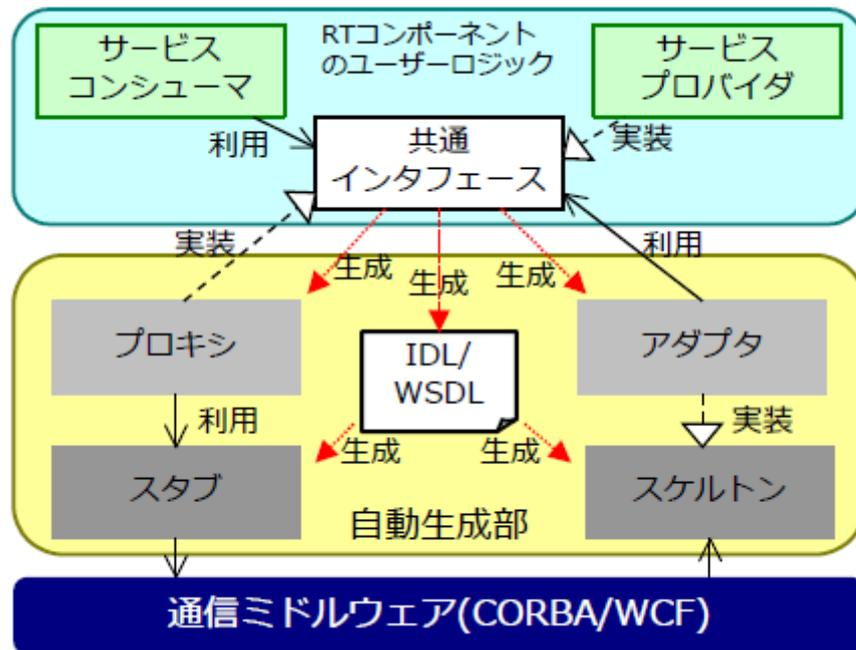 サービス
コンシューマ
RTコンポーネント
のユーザーロジック
サービス
プロバイダ
利用
共通
インタフェース
実装
実装
利用
生成
生成
生成
プロキシ
IDL/
WSDL
アダプタ
利用
実装
生成
生成
スタブ
スケルトン
自動生成部
通信ミドルウェア(CORBA/WCF)